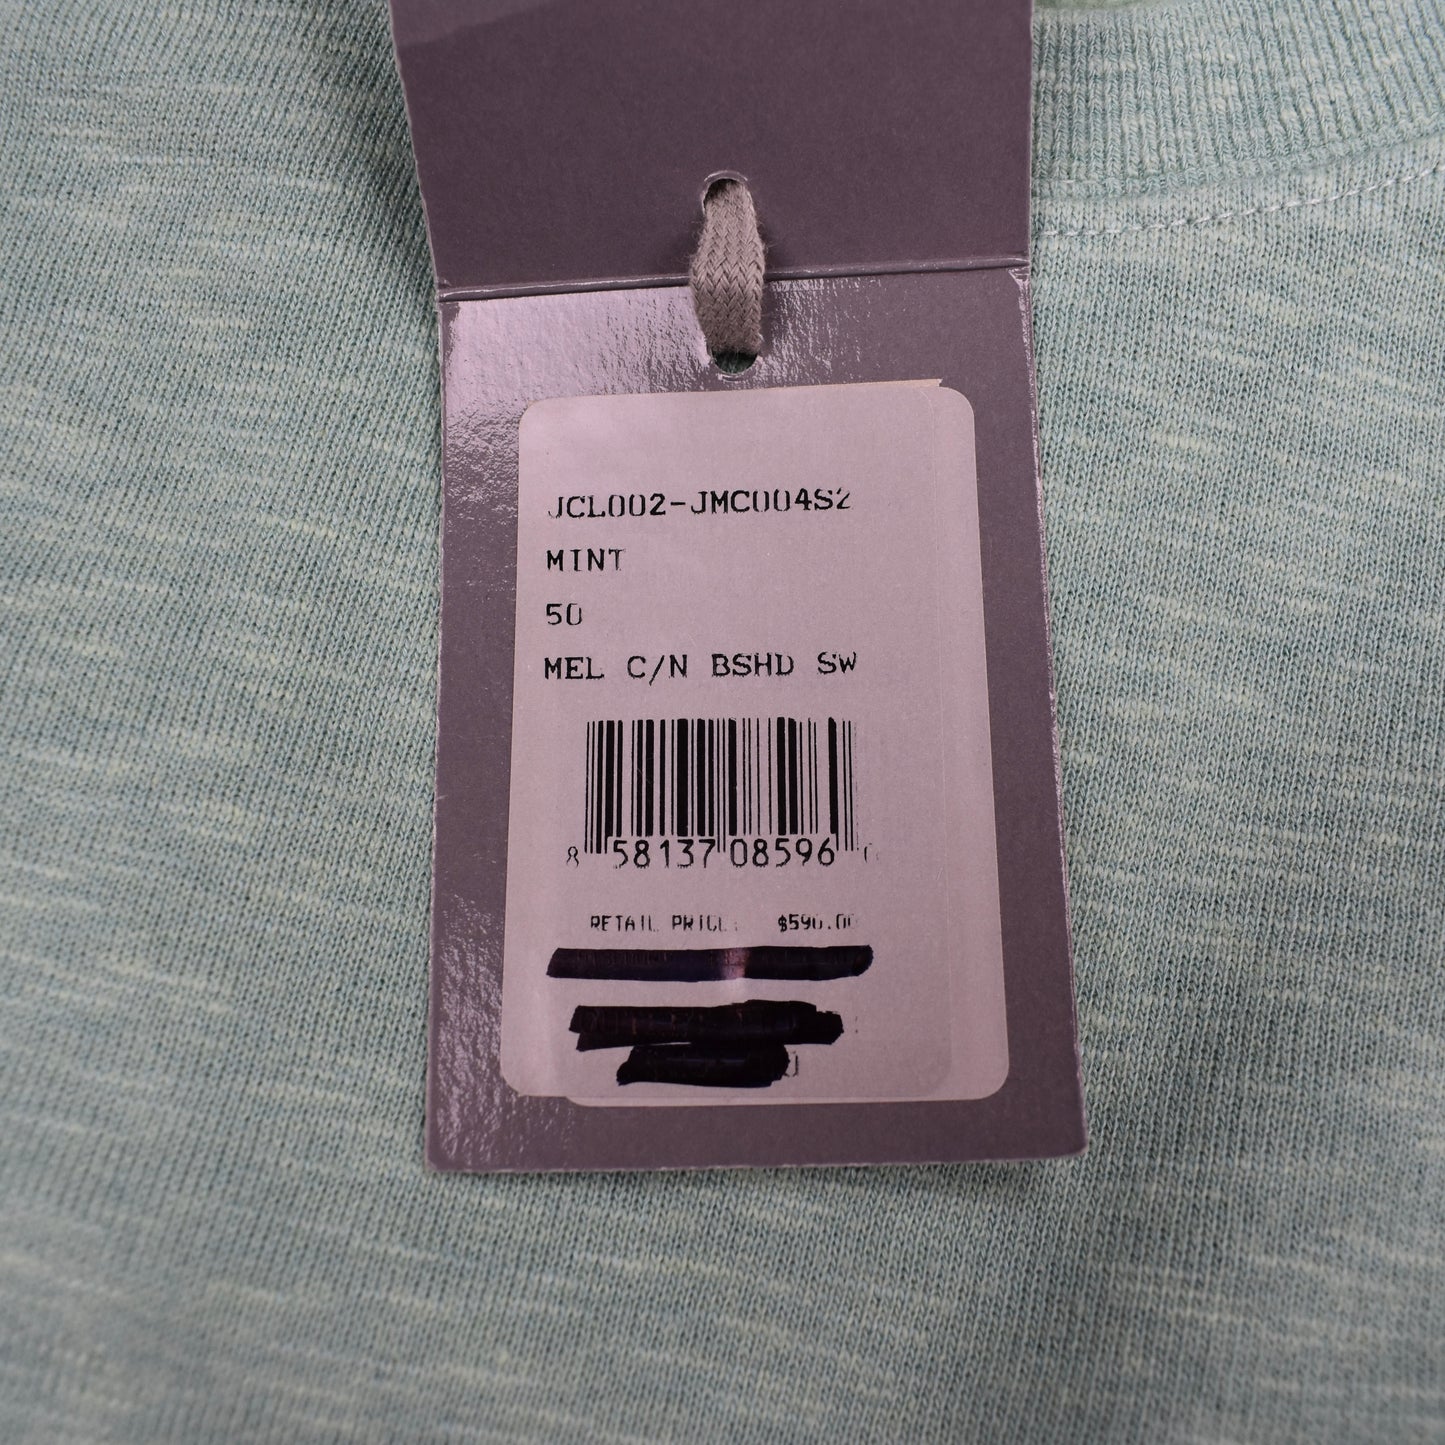 JCL002-JMC004S2
MINT
50
MEL C/N BSHD SW
8 58137 08596
RETAIL PRICE: $590.00